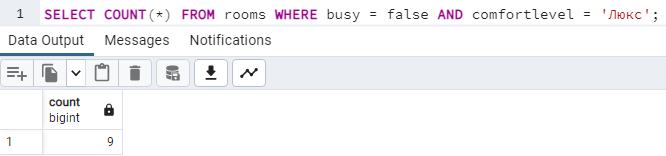 1 SELECT COUNT(*) FROM rooms WHERE busy = false AND comfortlevel = 'Люкс';
Data Output Messages Notifications
count
bigint
1 9